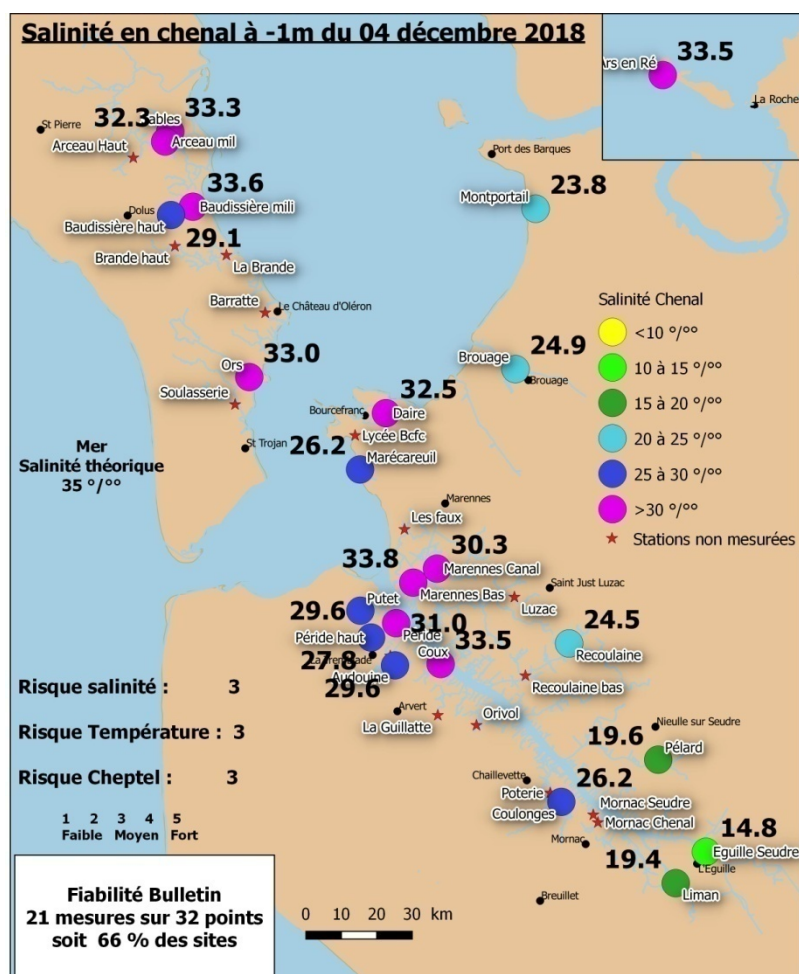 Salinité en chenal à -1m du 04 décembre 2018
33.5
Ars en Ré
La Roche
32.3
33.3
St Pierre
Arceau Haut
Arceau mil
Port des Barques
33.6
23.8
Montportail
Dolus
Baudissière mili
Baudissière haut
29.1
Brande haut
La Brande
Barratte
Le Château d'Oléron
Salinité Chenal
<10 °/°°
10 à 15 °/°°
15 à 20 °/°°
20 à 25 °/°°
25 à 30 °/°°
>30 °/°°
Stations non mesurées
33.0
Ors
Soulasserie
24.9
Brouage
Brouage
32.5
Bourcefranc
Daire
Lycée Bcfc
26.2
Marécareuil
St Trojan
Mer
Salinité théorique
35 °/°°
Marennes
Les faux
33.8
30.3
Marennes Canal
Marennes Bas
Saint Just Luzac
Luzac
Putet
29.6
31.0
Péride
Péride haut
24.5
Recoulaine
Recoulaine bas
Coux
33.5
27.8
Audouine
29.6
Arvert
La Guillatte
Orivol
Risque salinité : 3
Risque Température : 3
Risque Cheptel : 3
1 2 3 4 5
Faible Moyen Fort
Nieulle sur Seudre
19.6
Pélard
Chaillevette
26.2
Poterie
Coulonges
Mornac Seudre
Mornac Chenal
Mornac
14.8
Eguille Seudre
L'Eguille
19.4
Liman
Breuillet
Fiabilité Bulletin
21 mesures sur 32 points
soit 66 % des sites
0 10 20 30 km